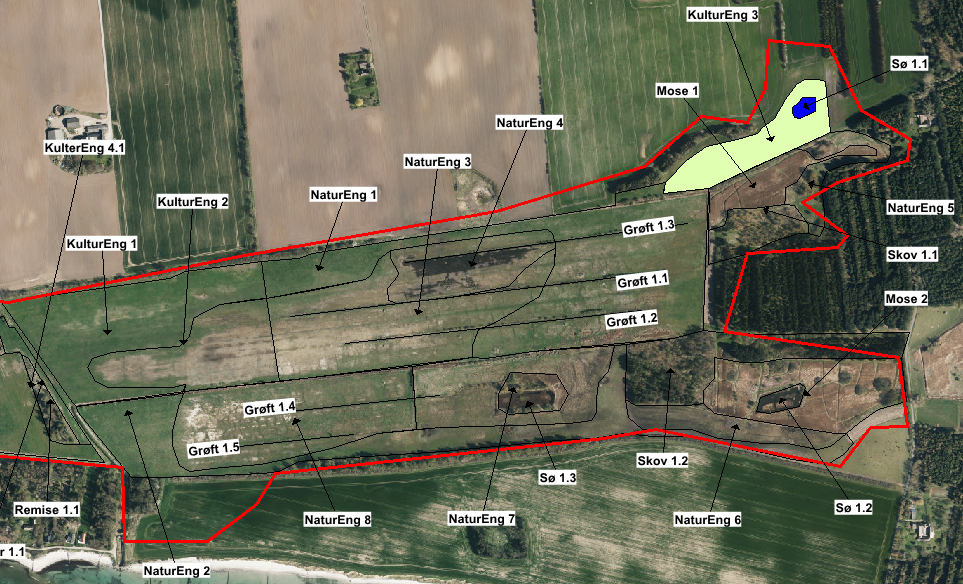 KulturEng 3
Sø 1.1
Mose 1
NaturEng 4
KulterEng 4.1
NaturEng 3
NaturEng 1
KulturEng 2
NaturEng 5
Grøft 1.3
KulturEng 1
Skov 1.1
Grøft 1.1
Mose 2
Grøft 1.2
Grøft 1.4
Grøft 1.5
Skov 1.2
Sø 1.3
Sø 1.2
Remise 1.1
NaturEng 8
NaturEng 7
NaturEng 6
r 1.1
NaturEng 2